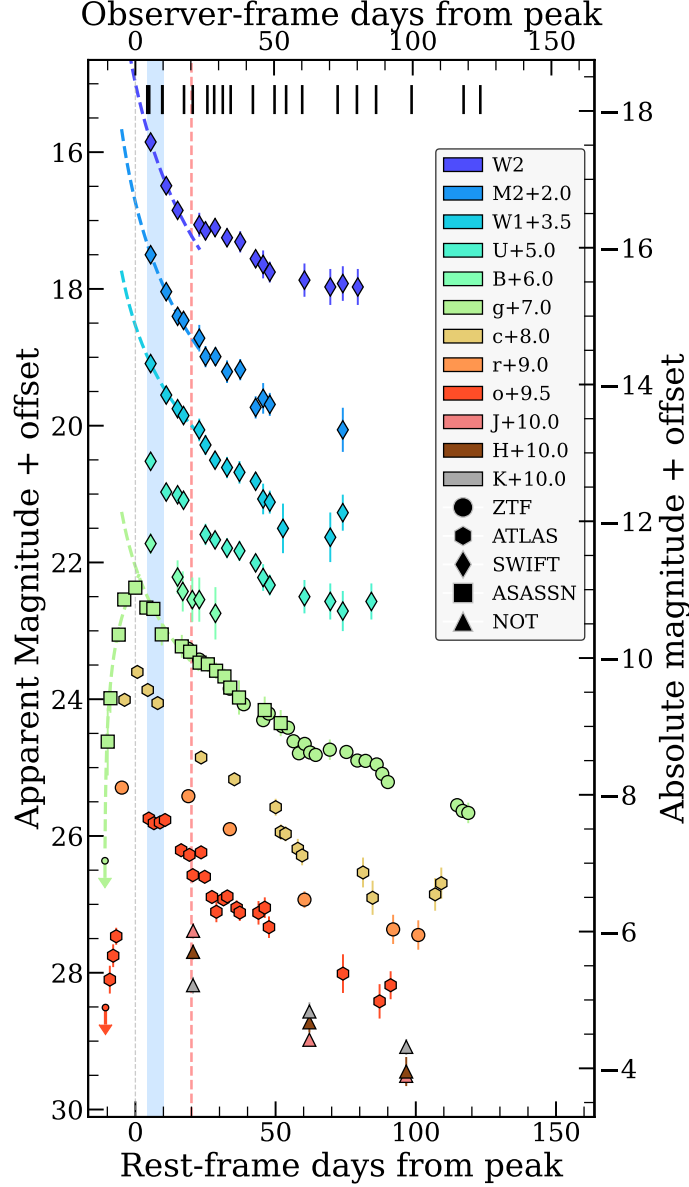 Observer-frame days from peak
0 50 100 150
16
18
20
22
24
26
28
30
Apparent Magnitude + offset
−18
−16
−14
−12
−10
−8
−6
−4
Absolute magnitude + offset
W2
M2+2.0
W1+3.5
U+5.0
B+6.0
g+7.0
c+8.0
r+9.0
o+9.5
J+10.0
H+10.0
K+10.0
ZTF
ATLAS
SWIFT
ASASSN
NOT
0 50 100 150
Rest-frame days from peak